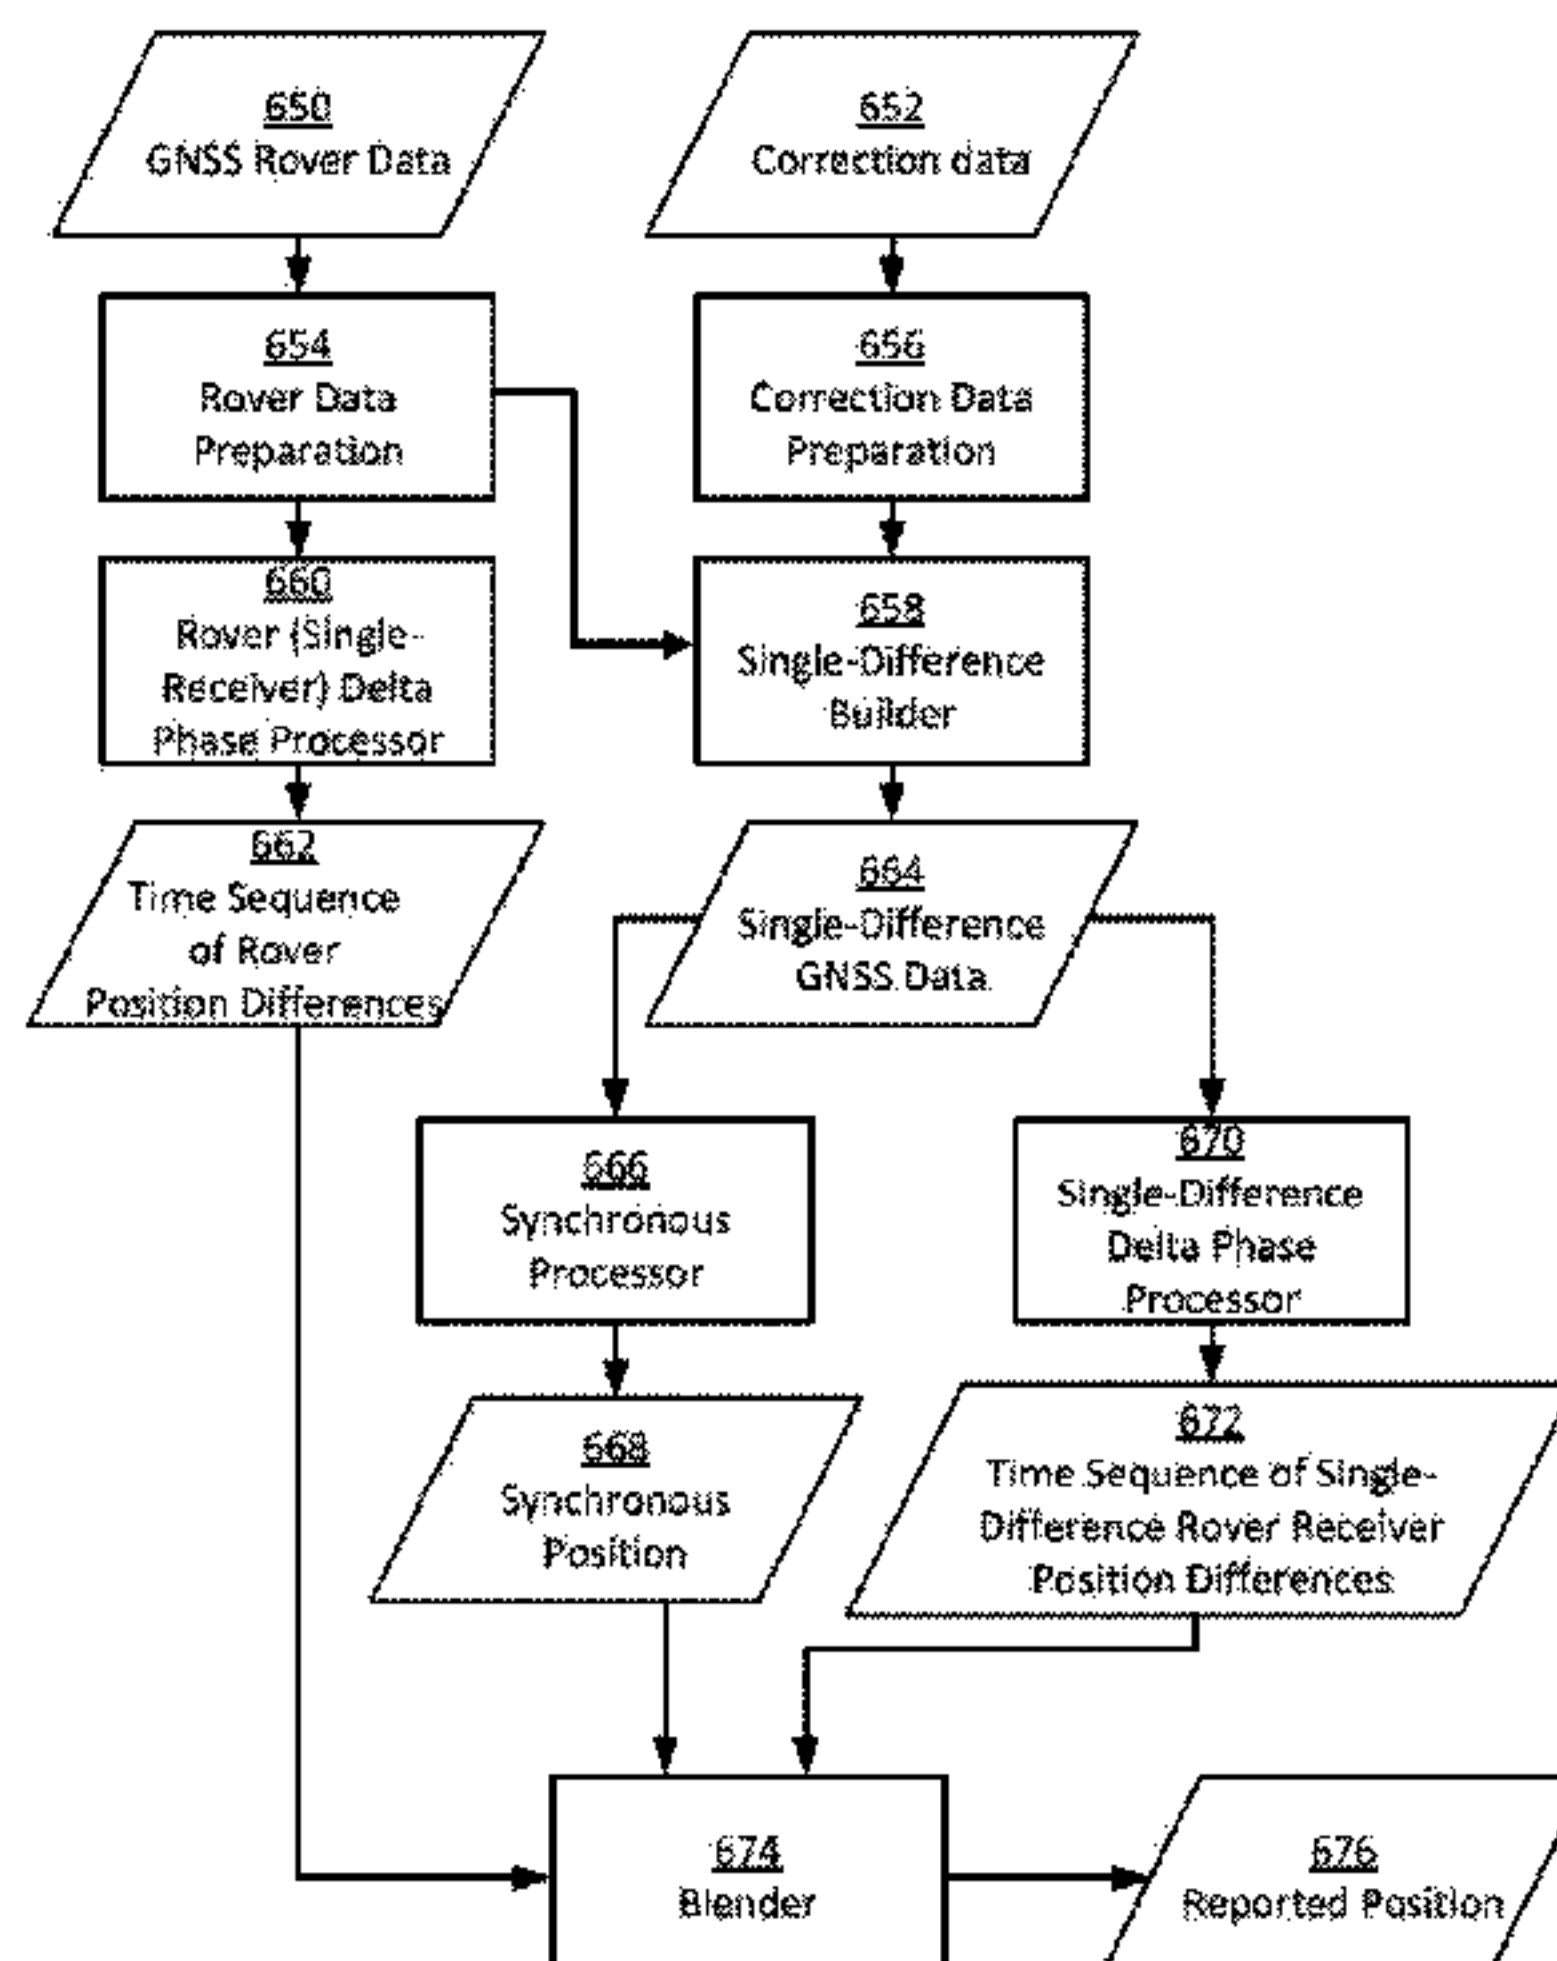 650
GNSS Rover Data
652
Correction data
654
Rover Data
Preparation
656
Correction Data
Preparation
660
Rover (Single-
Receiver) Delta
Phase Processor
658
Single-Difference
Builder
662
Time Sequence
of Rover
Position Differences
664
Single-Difference
GNSS Data
666
Synchronous
Processor
670
Single-Difference
Delta Phase
Processor
668
Synchronous
Position
672
Time Sequence of Single-
Difference Rover Receiver
Position Differences
674
Blender
676
Reported Position